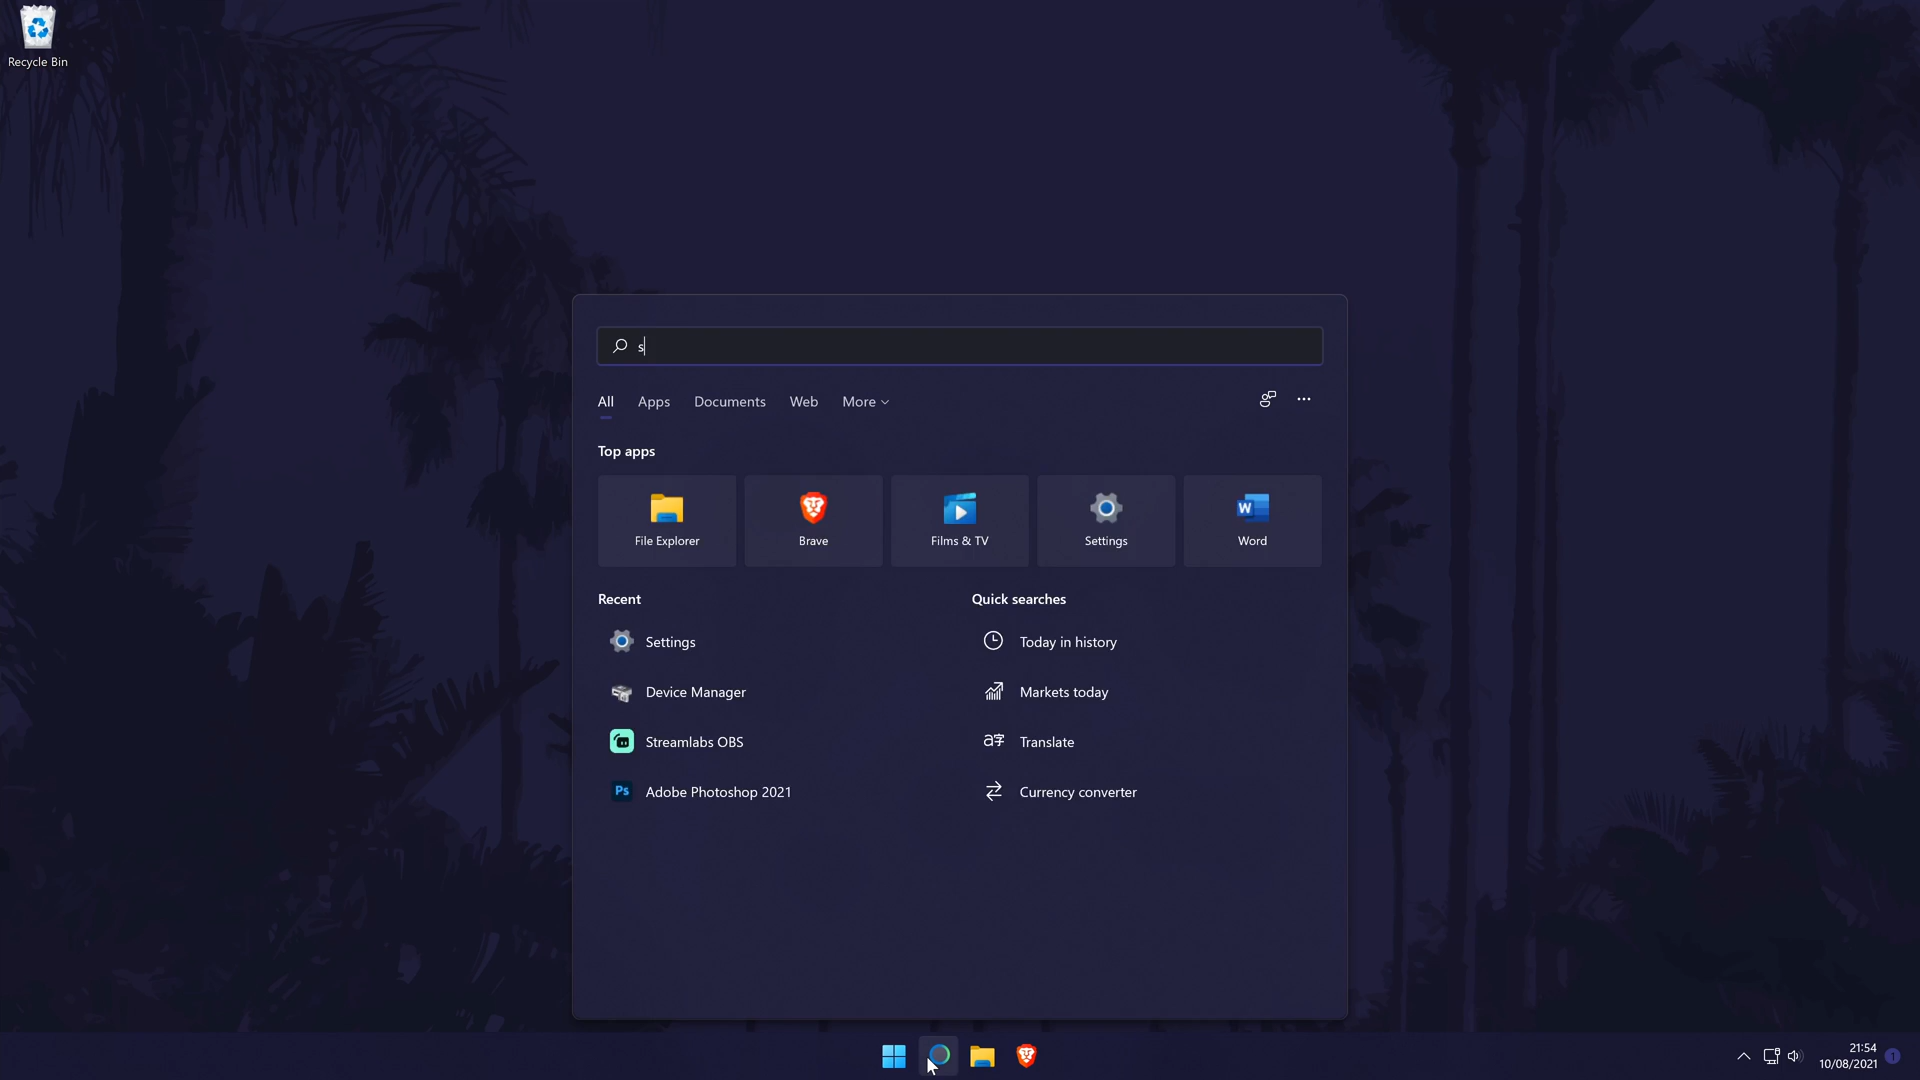 Recycle Bin
s
All Apps Documents Web More
Top apps
File Explorer Brave Films & TV Settings Word
Recent Quick searches
Settings Today in history
Device Manager Markets today
Streamlabs OBS Translate
Ps Adobe Photoshop 2021 Currency converter
21:54
10/08/2021 1